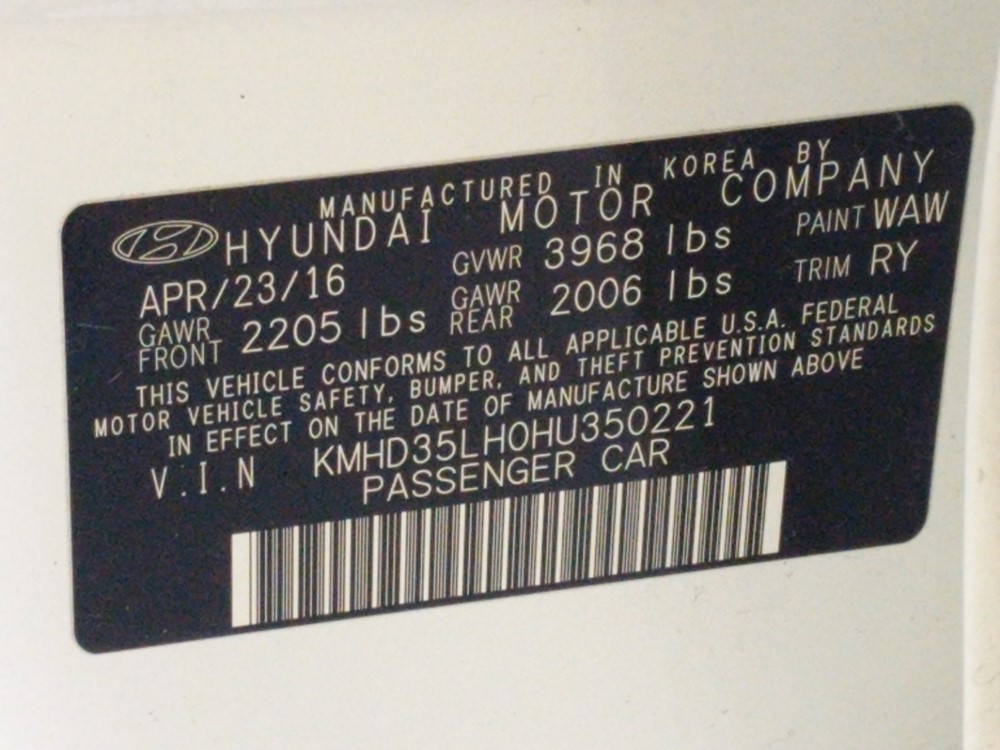 MANUFACTURED IN KOREA BY
HYUNDAI MOTOR COMPANY
APR/23/16 GVWR 3968 lbs PAINT WAW
GAWR FRONT 2205 lbs GAWR REAR 2006 lbs TRIM RY
THIS VEHICLE CONFORMS TO ALL APPLICABLE U.S.A. FEDERAL
MOTOR VEHICLE SAFETY, BUMPER, AND THEFT PREVENTION STANDARDS
IN EFFECT ON THE DATE OF MANUFACTURE SHOWN ABOVE
V.I.N KMHD35LH0HU350221
PASSENGER CAR